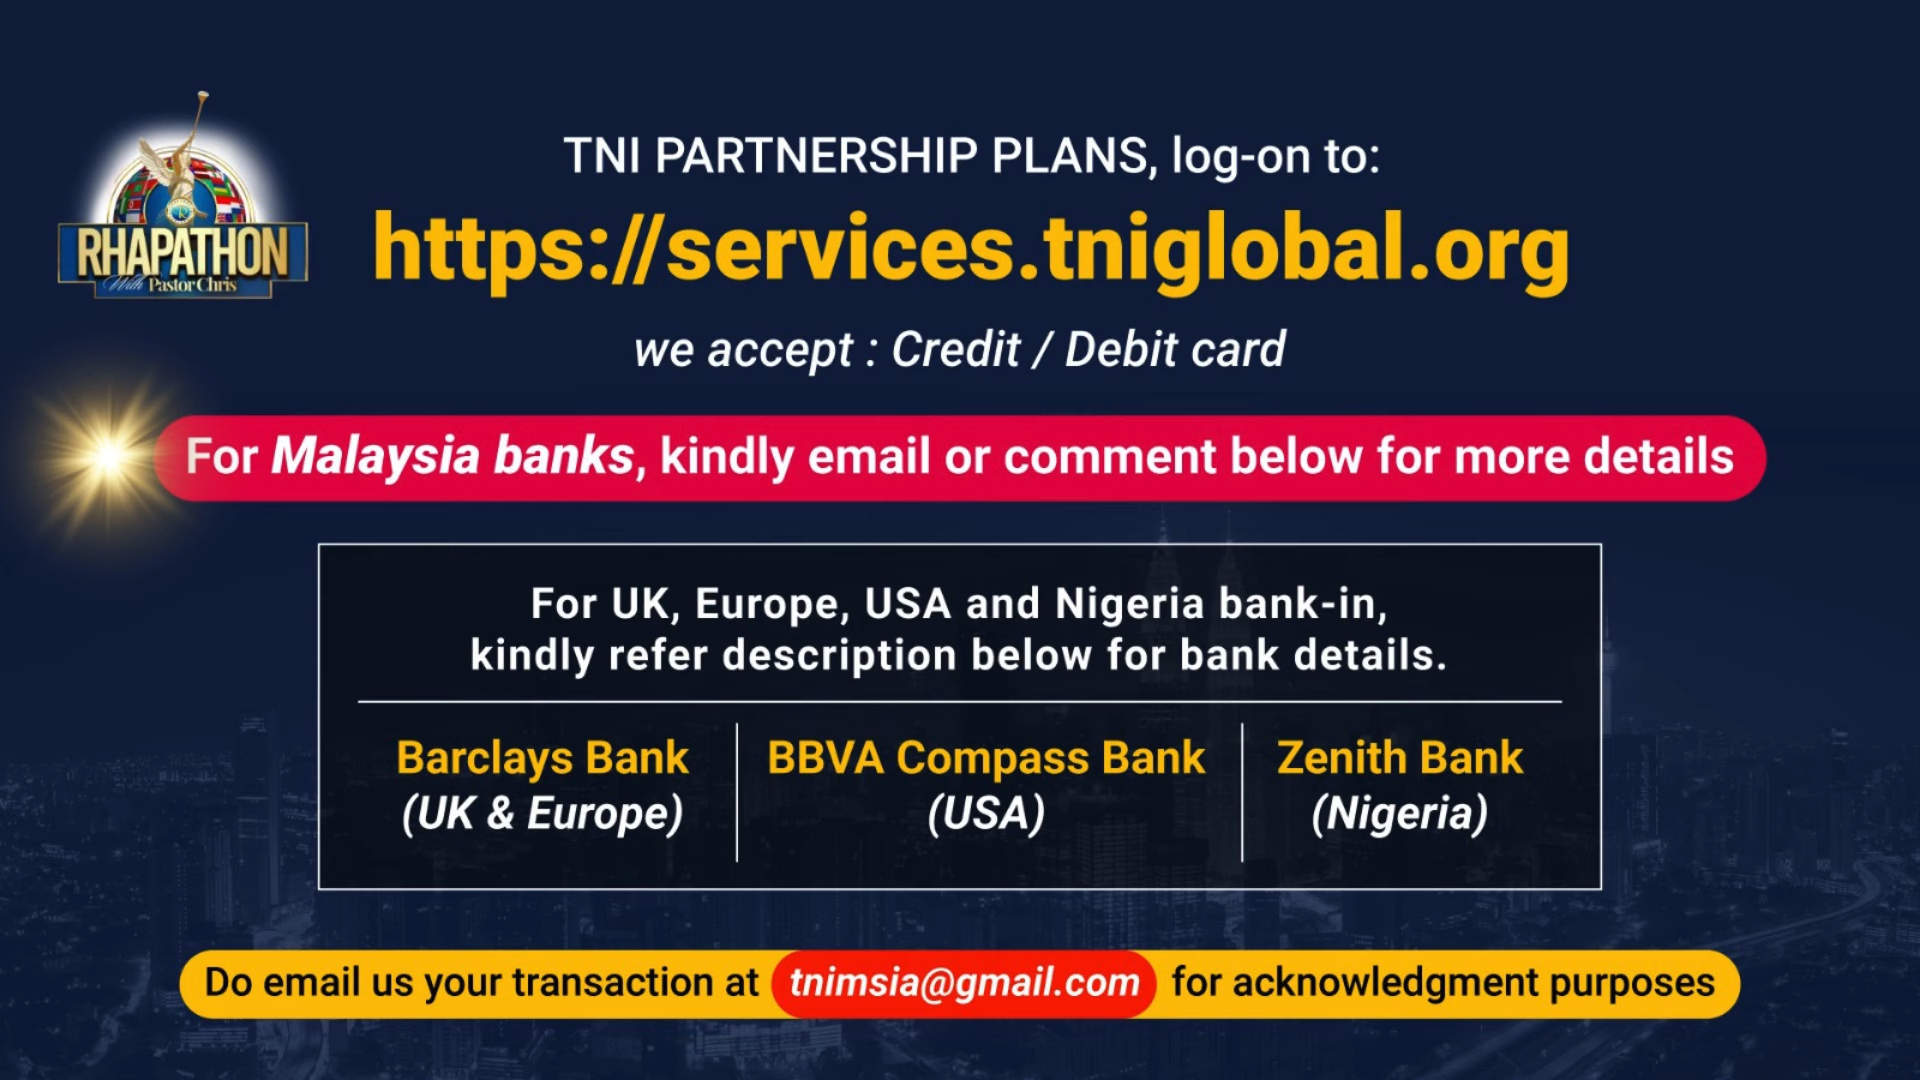 RHAPATHON
With Pastor Chris
TNI PARTNERSHIP PLANS, log-on to:
https://services.tniglobal.org
we accept : Credit / Debit card
For Malaysia banks, kindly email or comment below for more details
For UK, Europe, USA and Nigeria bank-in,
kindly refer description below for bank details.
Barclays Bank
(UK & Europe)
BBVA Compass Bank
(USA)
Zenith Bank
(Nigeria)
Do email us your transaction at tnimsia@gmail.com for acknowledgment purposes